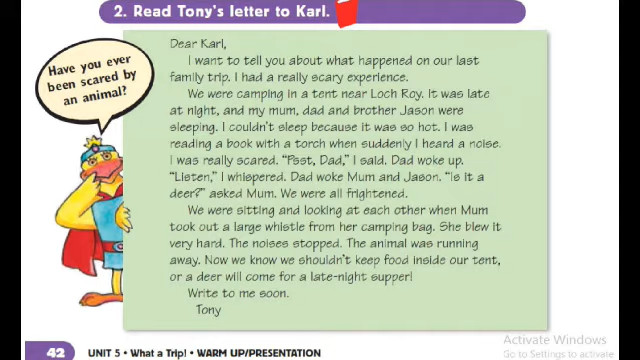 2. Read Tony's letter to Karl.
Have you ever
been scared by
an animal?
Dear Karl,
I want to tell you about what happened on our last
family trip. I had a really scary experience.
We were camping in a tent near Loch Roy. It was late
at night, and my mum, dad and brother Jason were
sleeping. I couldn't sleep because it was so hot. I was
reading a book with a torch when suddenly I heard a noise.
I was really scared. "Psst, Dad," I said. Dad woke up.
"Listen," I whispered. Dad woke Mum and Jason. "Is it a
deer?" asked Mum. We were all frightened.
We were sitting and looking at each other when Mum
took out a large whistle from her camping bag. She blew it
very hard. The noises stopped. The animal was running
away. Now we know we shouldn't keep food inside our tent,
or a deer will come for a late-night supper!
Write to me soon.
Tony
42 UNIT 5 • What a Trip! • WARM UP/PRESENTATION
Activate Windows
Go to Settings to activate